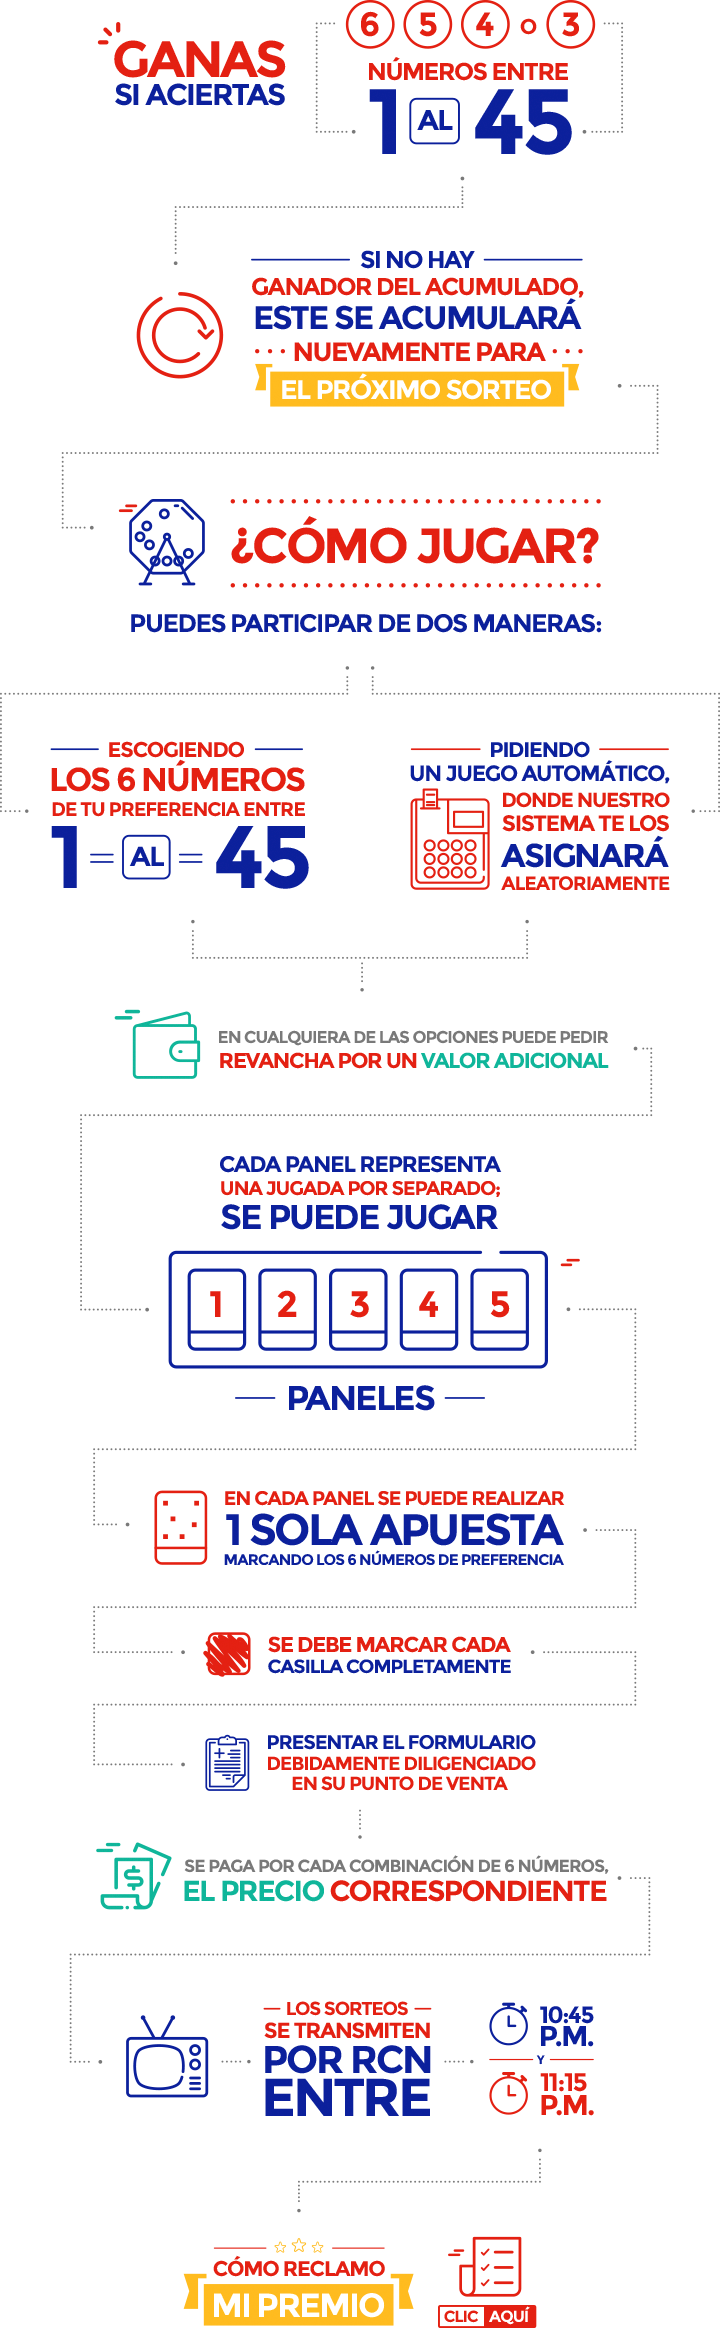 GANAS
SI ACIERTAS
6 5 4 o 3
NÚMEROS ENTRE
1 AL 45
SI NO HAY
GANADOR DEL ACUMULADO,
ESTE SE ACUMULARÁ
NUEVAMENTE PARA
EL PRÓXIMO SORTEO
¿CÓMO JUGAR?
PUEDES PARTICIPAR DE DOS MANERAS:
ESCOGIENDO
LOS 6 NÚMEROS
DE TU PREFERENCIA ENTRE
1 AL 45
PIDIENDO
UN JUEGO AUTOMÁTICO,
DONDE NUESTRO
SISTEMA TE LOS
ASIGNARÁ
ALEATORIAMENTE
EN CUALQUIERA DE LAS OPCIONES PUEDE PEDIR
REVANCHA POR UN VALOR ADICIONAL
CADA PANEL REPRESENTA
UNA JUGADA POR SEPARADO;
SE PUEDE JUGAR
1 2 3 4 5
PANELES
EN CADA PANEL SE PUEDE REALIZAR
1 SOLA APUESTA
MARCANDO LOS 6 NÚMEROS DE PREFERENCIA
SE DEBE MARCAR CADA
CASILLA COMPLETAMENTE
PRESENTAR EL FORMULARIO
DEBIDAMENTE DILIGENCIADO
EN SU PUNTO DE VENTA
$
SE PAGA POR CADA COMBINACIÓN DE 6 NÚMEROS,
EL PRECIO CORRESPONDIENTE
LOS SORTEOS
SE TRANSMITEN
POR RCN
ENTRE
10:45
P.M.
Y
11:15
P.M.
CÓMO RECLAMO
MI PREMIO
CLIC AQUÍ